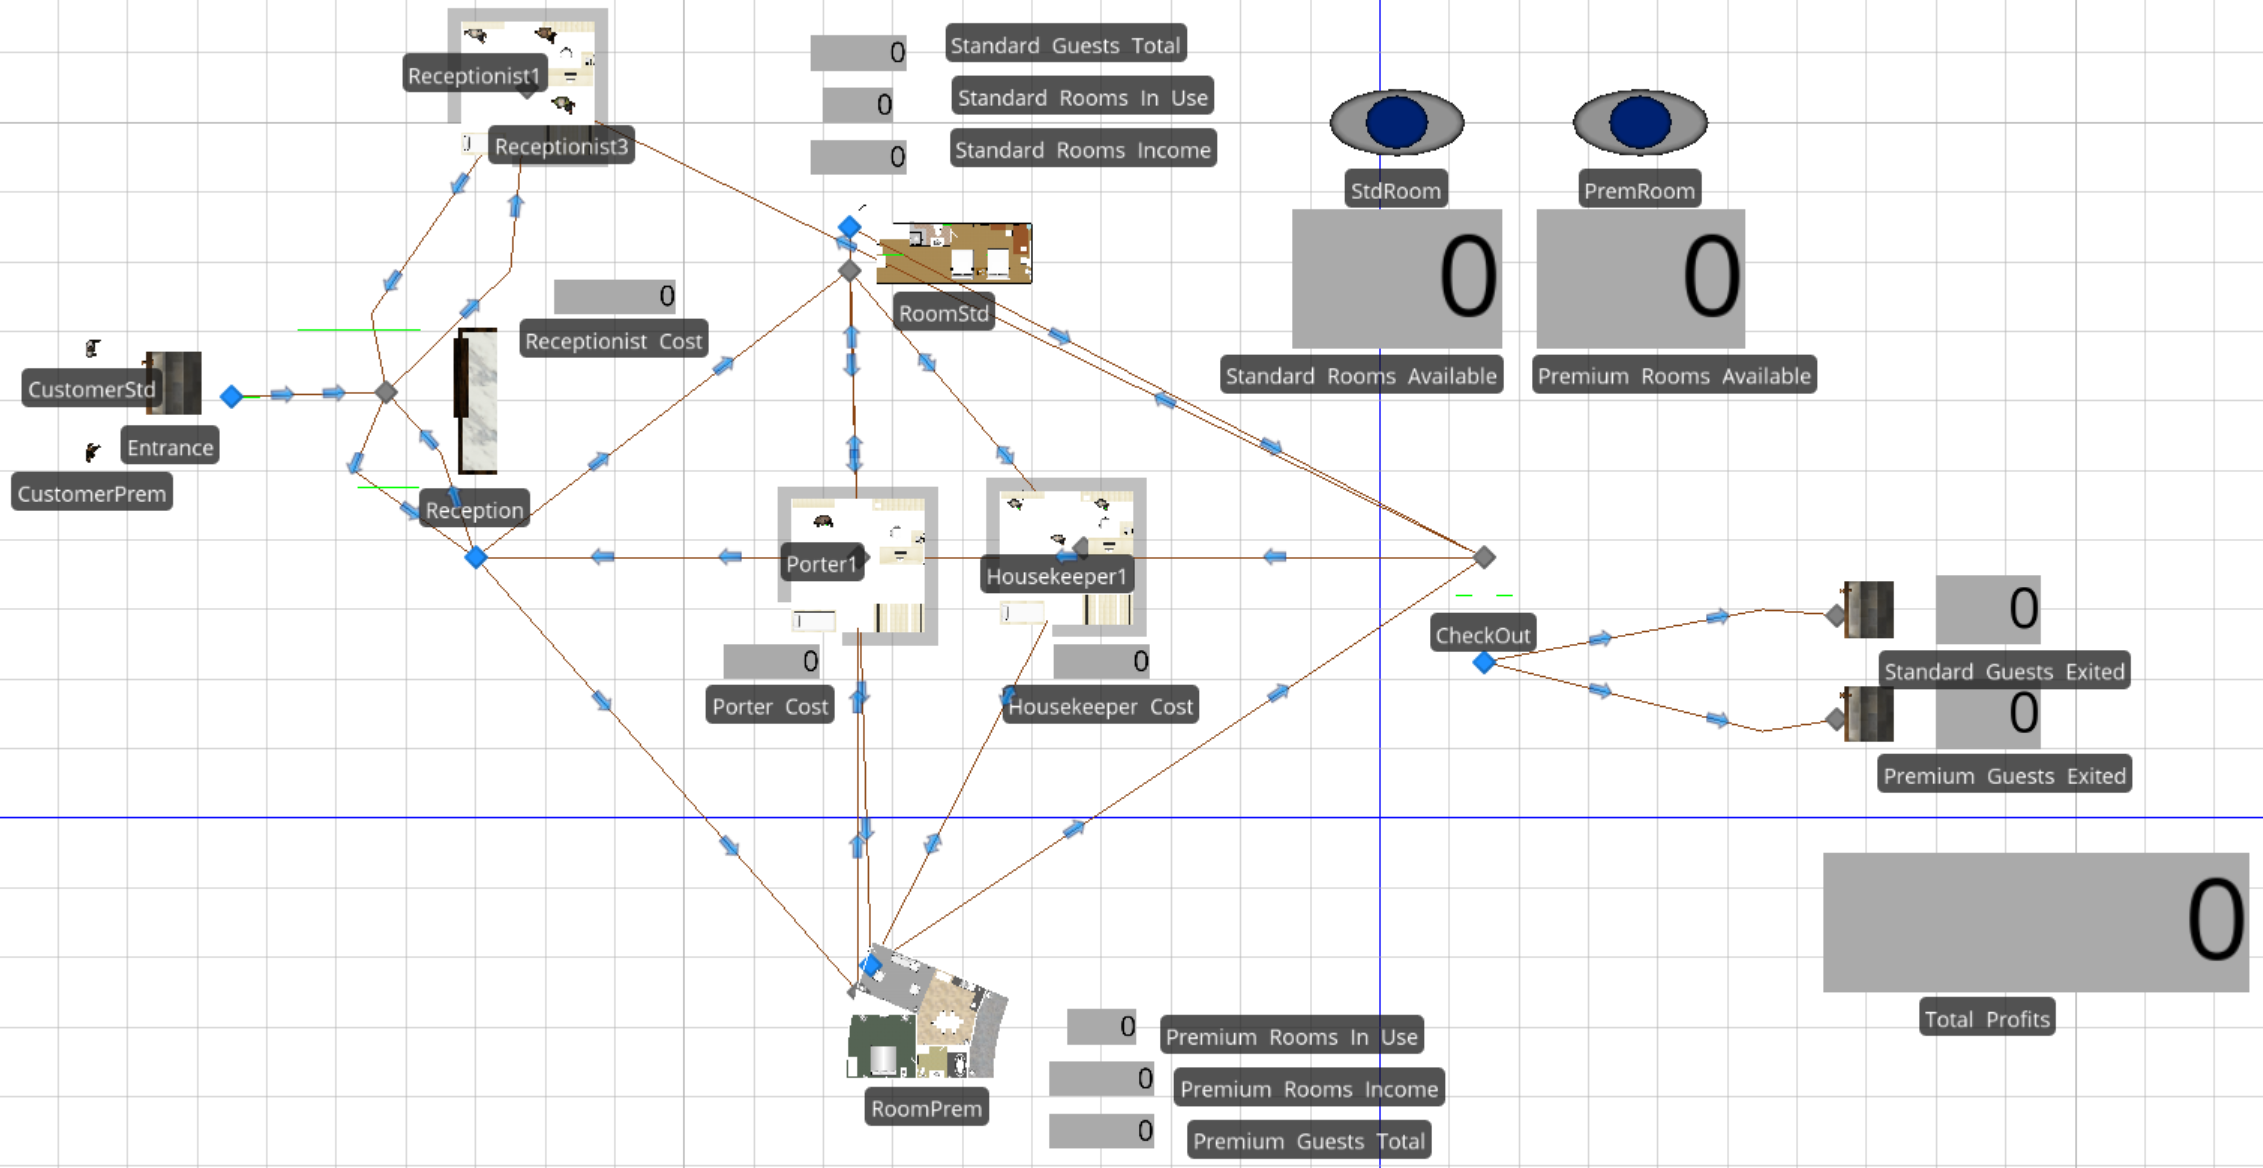 Receptionist1
Receptionist3
0
Standard Guests Total
0
Standard Rooms In Use
0
Standard Rooms Income
StdRoom
PremRoom
0
0
Standard Rooms Available
Premium Rooms Available
RoomStd
0
Receptionist Cost
CustomerStd
Entrance
CustomerPrem
Reception
Porter1
Housekeeper1
0
Porter Cost
0
Housekeeper Cost
CheckOut
0
Standard Guests Exited
0
Premium Guests Exited
0
Total Profits
RoomPrem
0
Premium Rooms In Use
0
Premium Rooms Income
0
Premium Guests Total